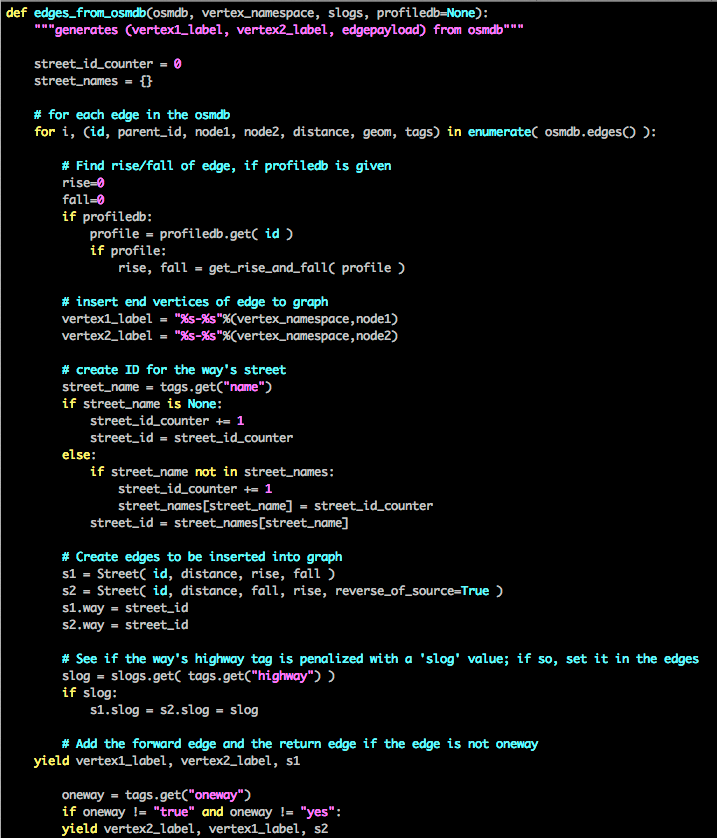 def edges_from_osmdb(osmdb, vertex_namespace, slogs, profiledb=None):
    """generates (vertex1_label, vertex2_label, edgepayload) from osmdb"""

    street_id_counter = 0
    street_names = {}

    # for each edge in the osmdb
    for i, (id, parent_id, node1, node2, distance, geom, tags) in enumerate( osmdb.edges() ):

        # Find rise/fall of edge, if profiledb is given
        rise=0
        fall=0
        if profiledb:
            profile = profiledb.get( id )
            if profile:
                rise, fall = get_rise_and_fall( profile )

        # insert end vertices of edge to graph
        vertex1_label = "%s-%s"%(vertex_namespace,node1)
        vertex2_label = "%s-%s"%(vertex_namespace,node2)

        # create ID for the way's street
        street_name = tags.get("name")
        if street_name is None:
            street_id_counter += 1
            street_id = street_id_counter
        else:
            if street_name not in street_names:
                street_id_counter += 1
                street_names[street_name] = street_id_counter
            street_id = street_names[street_name]

        # Create edges to be inserted into graph
        s1 = Street( id, distance, rise, fall )
        s2 = Street( id, distance, fall, rise, reverse_of_source=True )
        s1.way = street_id
        s2.way = street_id

        # See if the way's highway tag is penalized with a 'slog' value; if so, set it in the edges
        slog = slogs.get( tags.get("highway") )
        if slog:
            s1.slog = s2.slog = slog

        # Add the forward edge and the return edge if the edge is not oneway
    yield vertex1_label, vertex2_label, s1

        oneway = tags.get("oneway")
        if oneway != "true" and oneway != "yes":
        yield vertex2_label, vertex1_label, s2